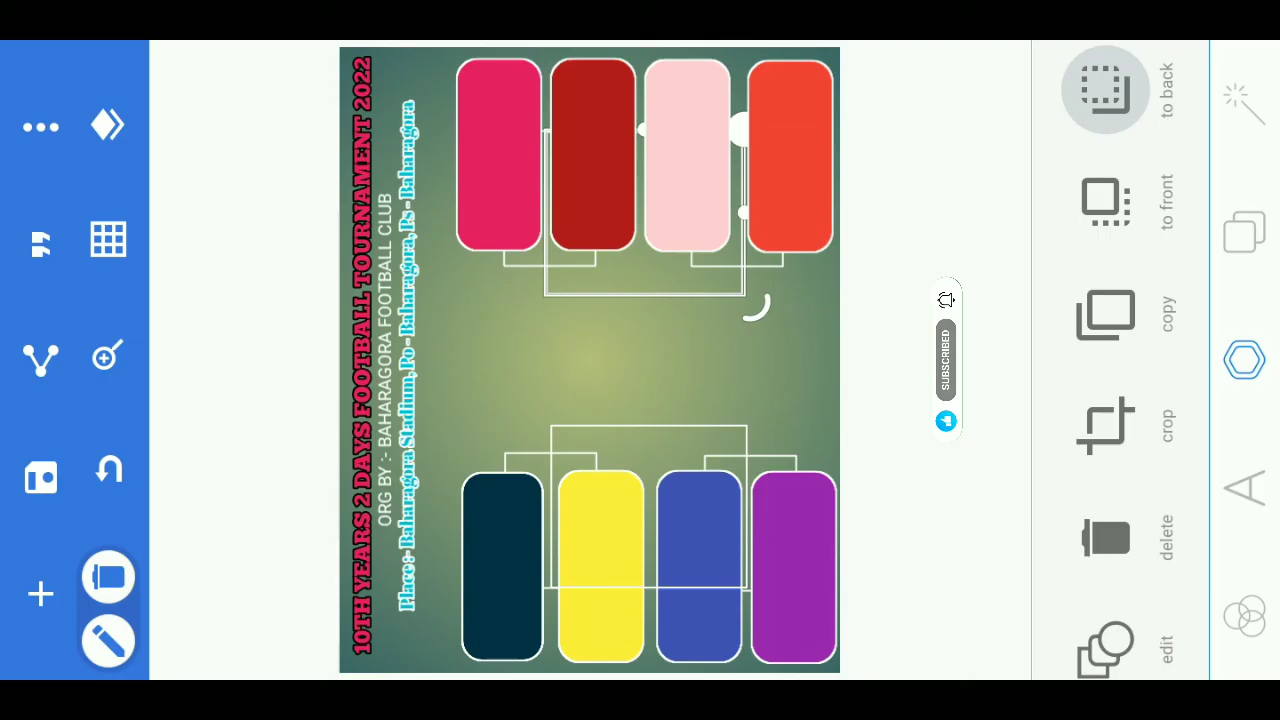 10TH YEARS 2 DAYS FOOTBALL TOURNAMENT 2022
ORG BY :- BAHARAGORA FOOTBALL CLUB
Place :- Baharagora Stadium, Po - Baharagora, Ps - Baharagora
SUBSCRIBED
to back
to front
copy
crop
delete
edit